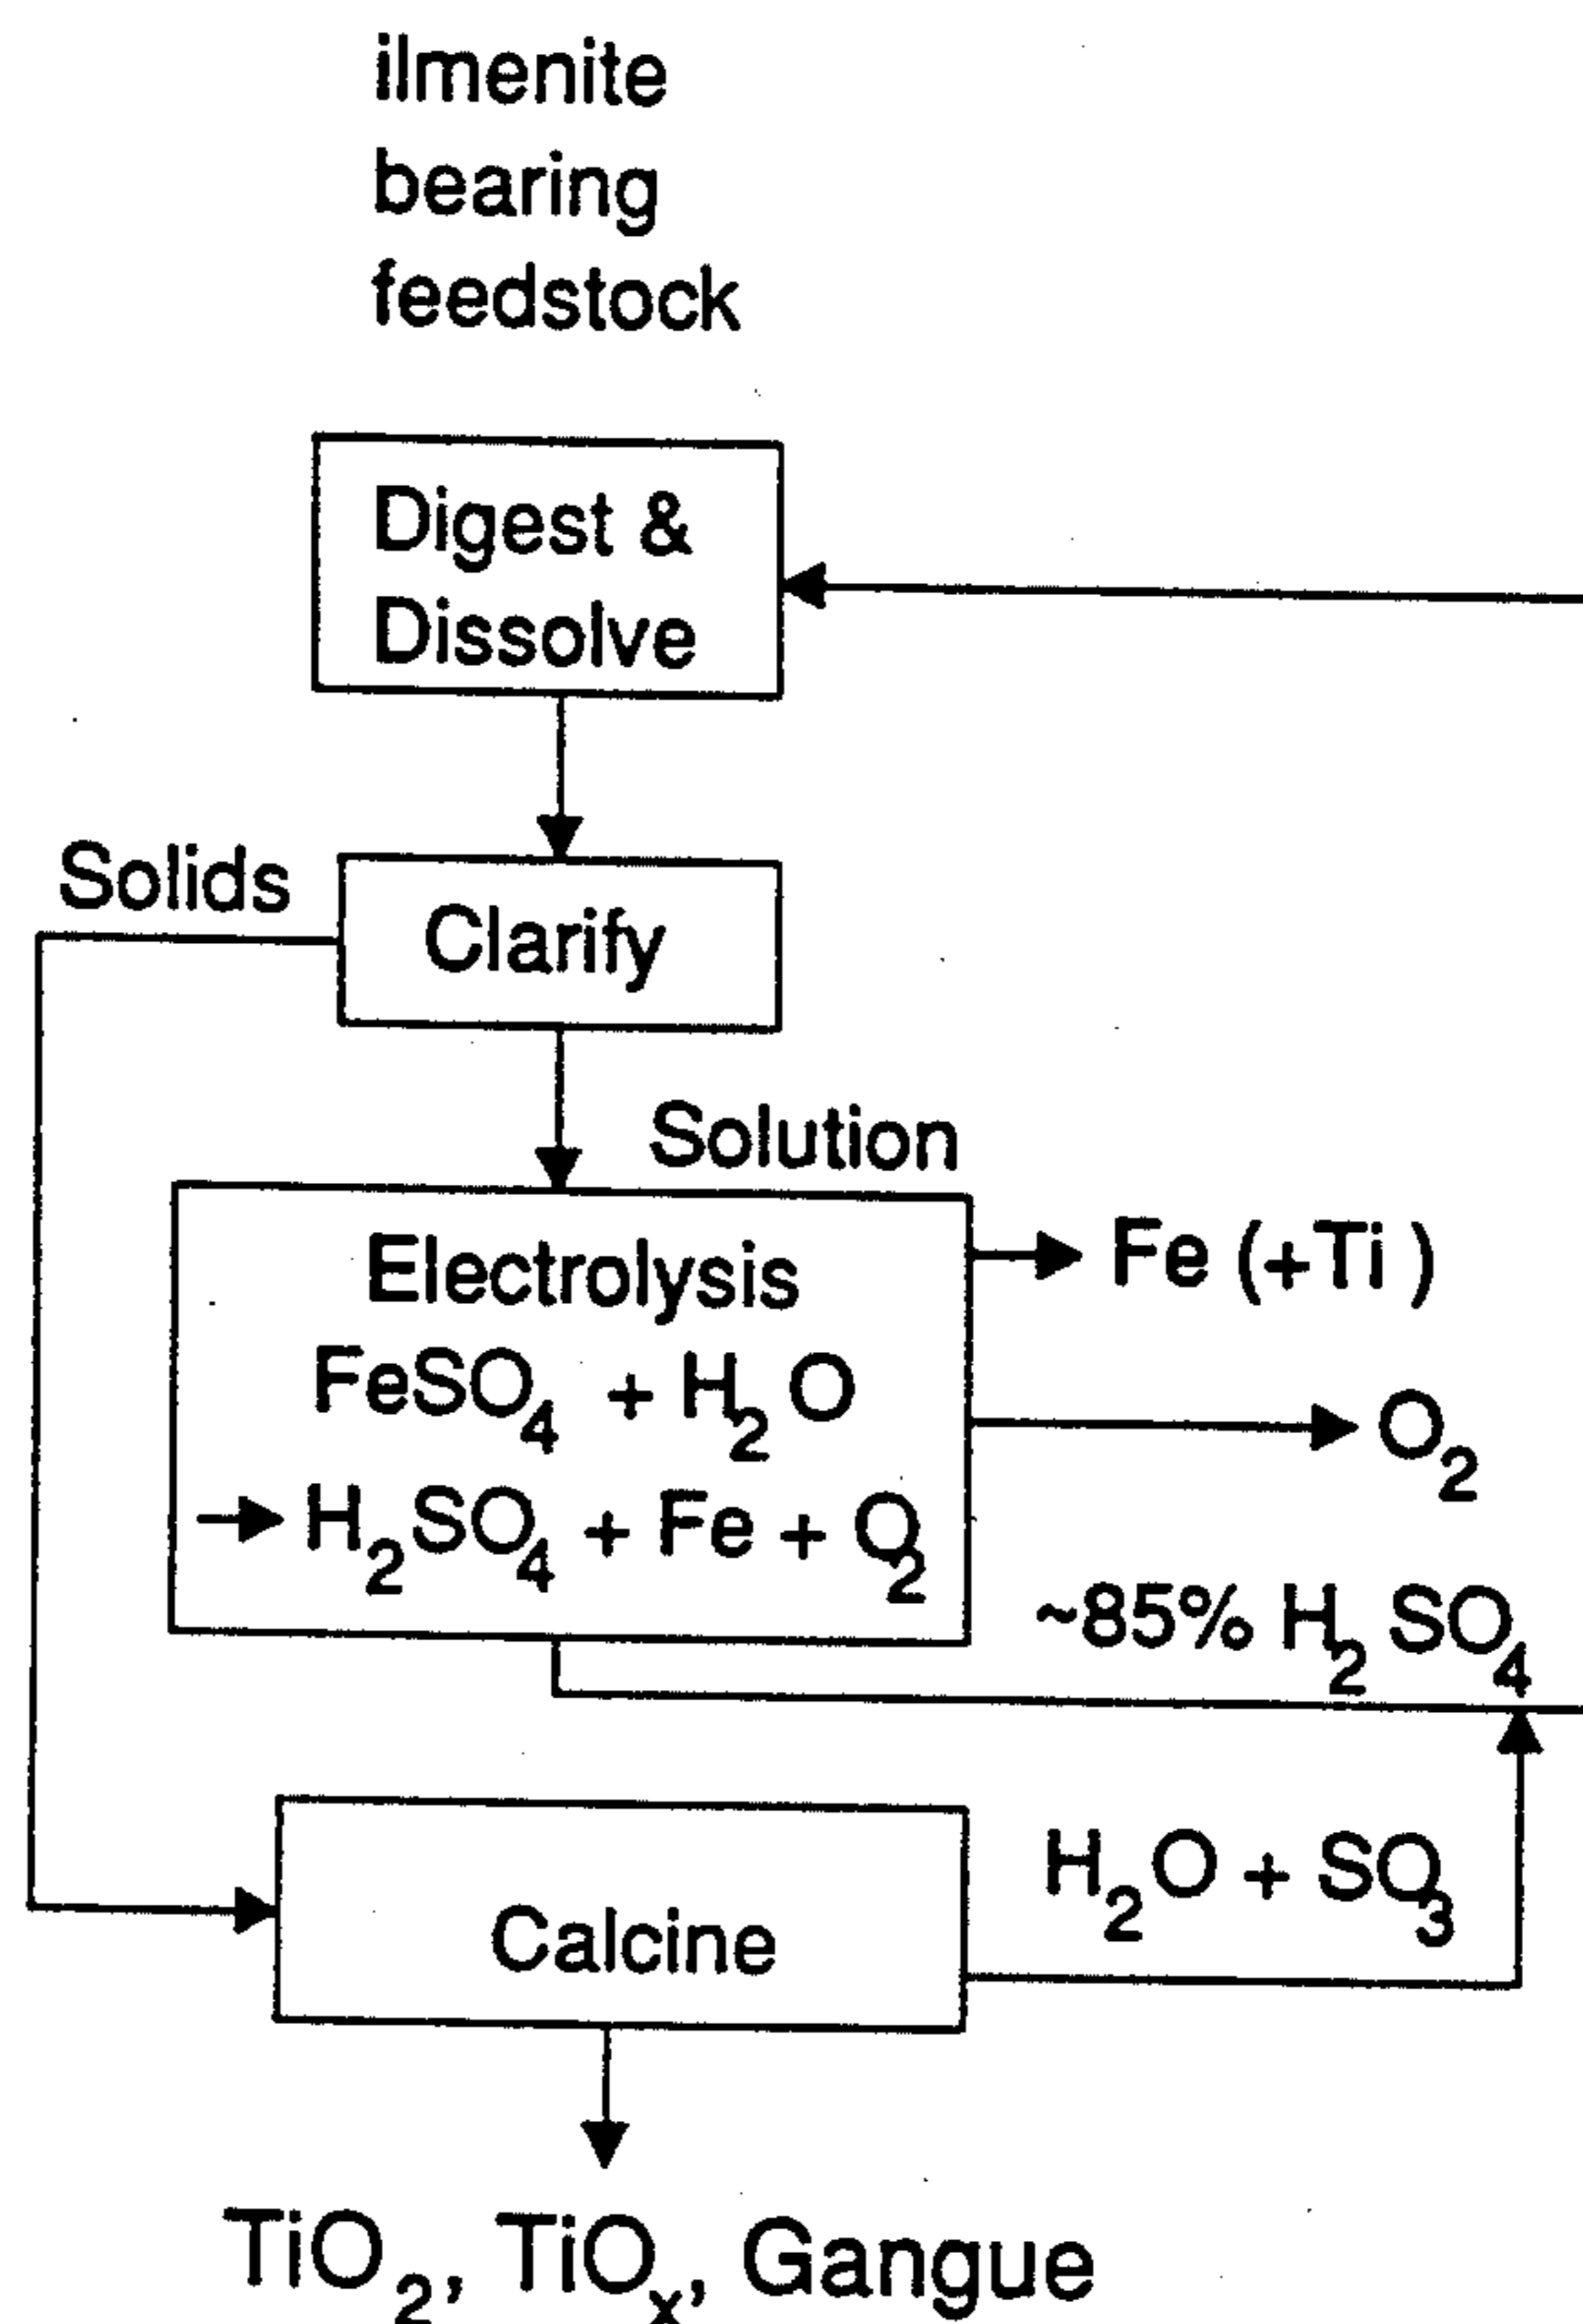 ilmenite
bearing
feedstock
Digest &
Dissolve
Solids
Clarify
Solution
Electrolysis
FeSO4 + H2O
→ H2SO4 + Fe + O2
Fe (+Ti)
O2
~85% H2SO4
Calcine
H2O + SO3
TiO2, TiOx, Gangue